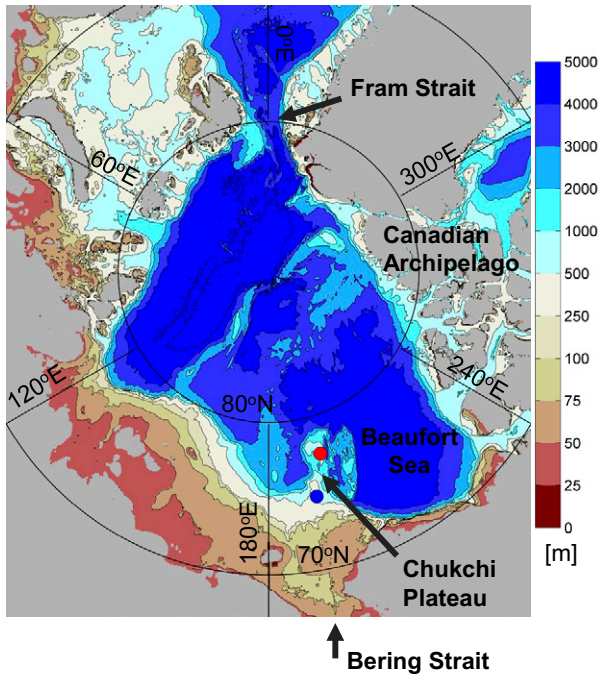 0°E
Fram Strait
60°E
300°E
Canadian
Archipelago
120°E
240°E
80°N
Beaufort
Sea
180°E
70°N
Chukchi
Plateau
Bering Strait
5000
4000
3000
2000
1000
500
250
100
75
50
25
0
[m]